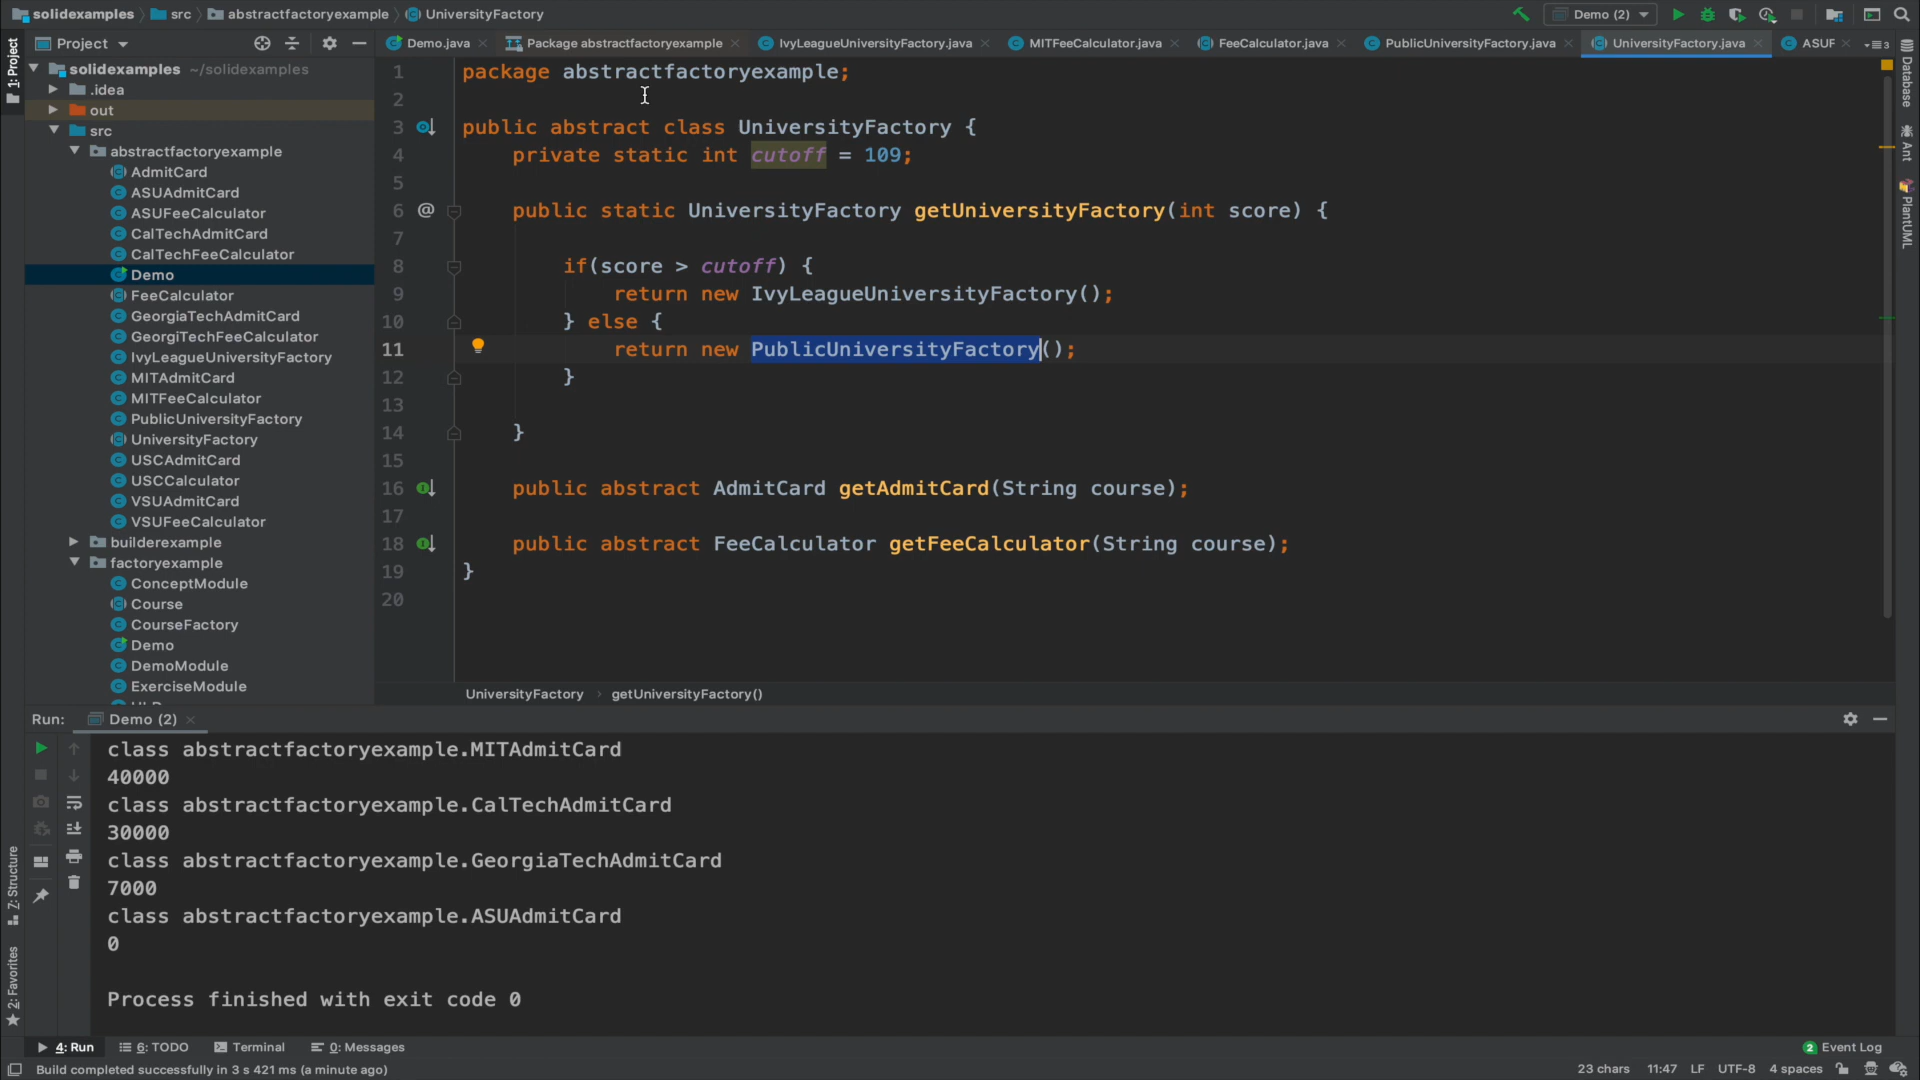 solidexamples src abstractfactoryexample UniversityFactory Demo (2)
1: Project
Project
Demo.java Package abstractfactoryexample IvyLeagueUniversityFactory.java MITFeeCalculator.java FeeCalculator.java PublicUniversityFactory.java UniversityFactory.java ASUF 3
solidexamples ~/solidexamples
.idea
out
src
abstractfactoryexample
AdmitCard
ASUAdmitCard
ASUFeeCalculator
CalTechAdmitCard
CalTechFeeCalculator
Demo
FeeCalculator
GeorgiaTechAdmitCard
GeorgiTechFeeCalculator
IvyLeagueUniversityFactory
MITAdmitCard
MITFeeCalculator
PublicUniversityFactory
UniversityFactory
USCAdmitCard
USCCalculator
VSUAdmitCard
VSUFeeCalculator
builderexample
factoryexample
ConceptModule
Course
CourseFactory
Demo
DemoModule
ExerciseModule
1 package abstractfactoryexample;
2
3 public abstract class UniversityFactory {
4 private static int cutoff = 109;
5
6 @ public static UniversityFactory getUniversityFactory(int score) {
7
8 if(score > cutoff) {
9 return new IvyLeagueUniversityFactory();
10 } else {
11 return new PublicUniversityFactory();
12 }
13
14 }
15
16 public abstract AdmitCard getAdmitCard(String course);
17
18 public abstract FeeCalculator getFeeCalculator(String course);
19 }
20
UniversityFactory getUniversityFactory()
Database
Ant
PlantUML
Run: Demo (2)
class abstractfactoryexample.MITAdmitCard
40000
class abstractfactoryexample.CalTechAdmitCard
30000
class abstractfactoryexample.GeorgiaTechAdmitCard
7000
class abstractfactoryexample.ASUAdmitCard
0
Process finished with exit code 0
Z: Structure
2: Favorites
4: Run 6: TODO Terminal 0: Messages 2 Event Log
Build completed successfully in 3 s 421 ms (a minute ago) 23 chars 11:47 LF UTF-8 4 spaces